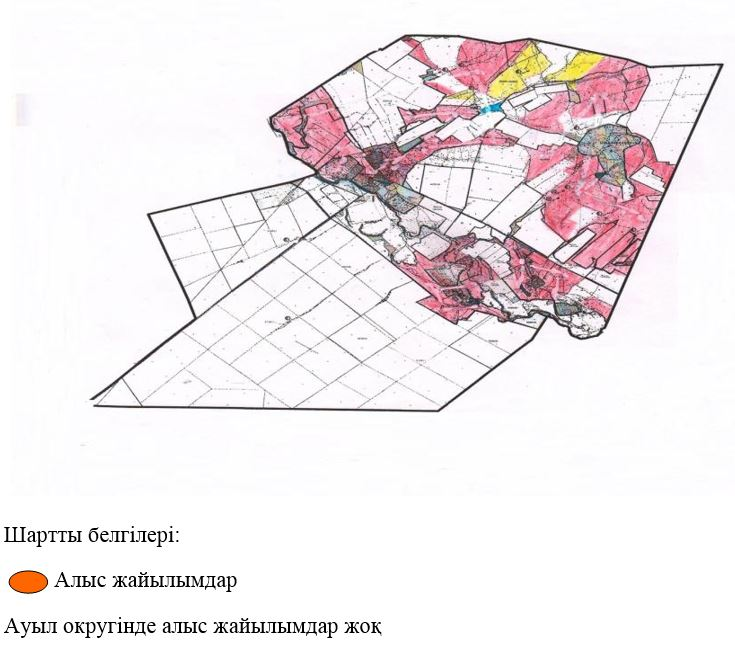 Шартты белгілері:
Алыс жайылымдар
Ауыл округінде алыс жайылымдар жоқ